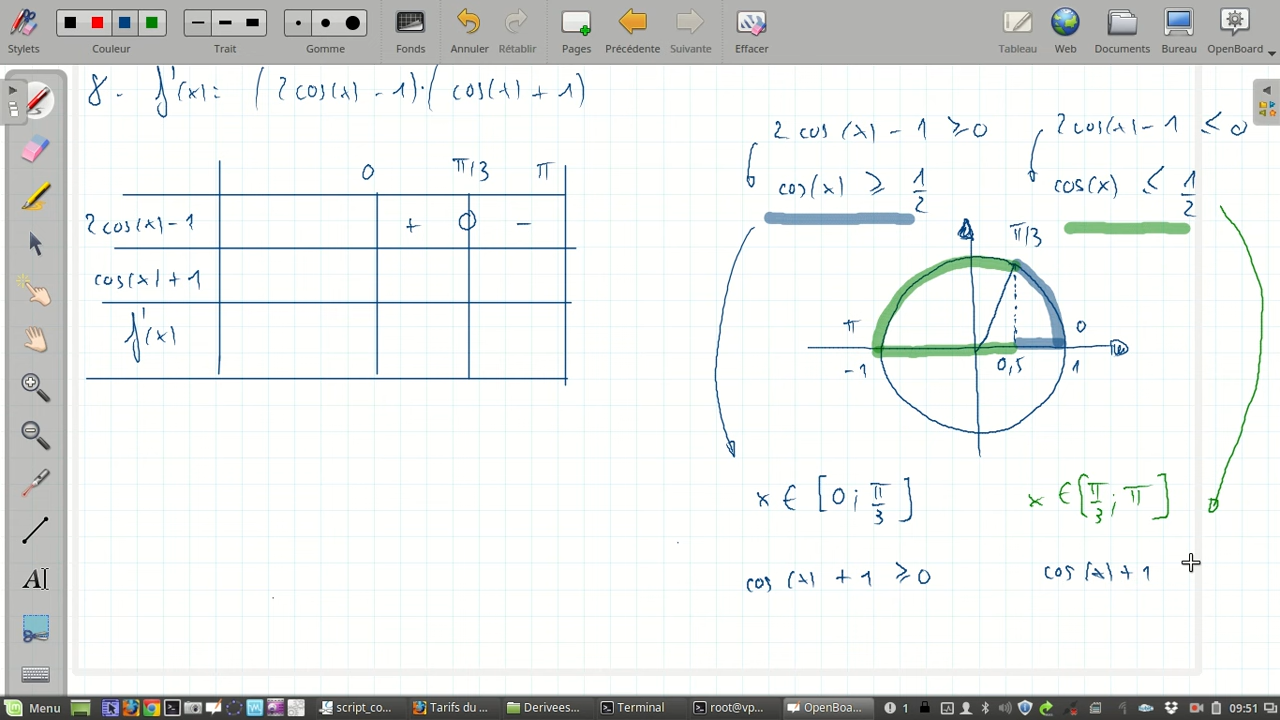 Stylets
Couleur
Trait
Gomme
Fonds
Annuler
Rétablir
Pages
Précédente
Suivante
Effacer
Tableau
Web
Documents
Bureau
OpenBoard
8 - f'(x) = (2cos(x) - 1)·(cos(x) + 1)
0 π/3 π
2cos(x) - 1 + 0 -
cos(x) + 1
f'(x)
2 cos(x) - 1 ≥ 0
cos(x) ≥ 1/2
2cos(x) - 1 ≤ 0
cos(x) ≤ 1/2
π/3
π 0
-1 0,5 1
x ∈ [0; π/3]
x ∈ [π/3; π]
cos(x) + 1 ≥ 0
cos(x) + 1
Menu
script_co...
Tarifs du ...
Derivees...
Terminal
root@vp...
OpenBoa...
1
09:51